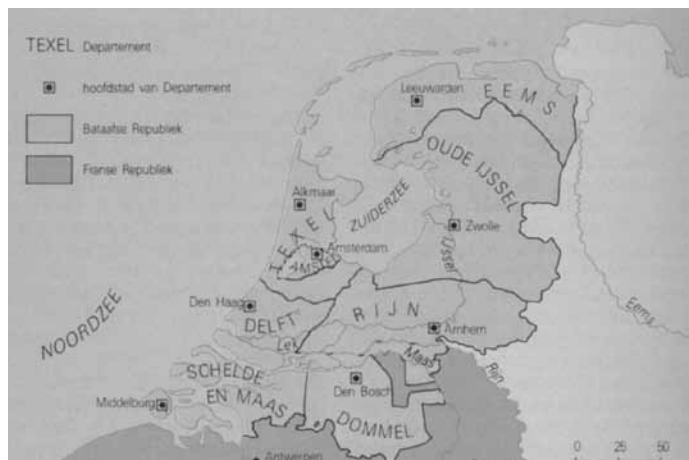 TEXEL Departement
hoofdstad van Departement
Bataafse Republiek
Franse Republiek
Leeuwarden
EEMS
OUDE IJSSEL
Alkmaar
TEXEL
ZUIDERZEE
Zwolle
IJssel
Amsterdam
AMSTEL
Eems
NOORDZEE
Den Haag
DELFT
Lek
RIJN
Arnhem
Maas
Rijn
SCHELDE
EN MAAS
Den Bosch
Middelburg
DOMMEL
Antwerpen
0 25 50